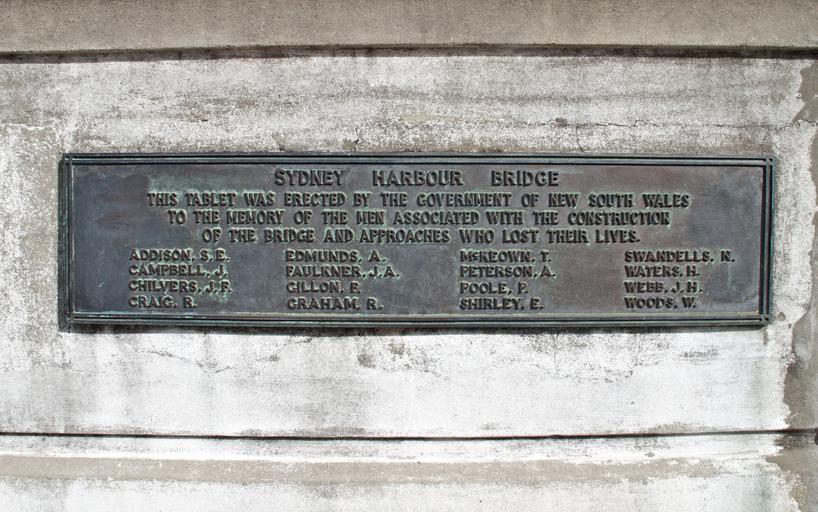 SYDNEY HARBOUR BRIDGE
THIS TABLET WAS ERECTED BY THE GOVERNMENT OF NEW SOUTH WALES
TO THE MEMORY OF THE MEN ASSOCIATED WITH THE CONSTRUCTION
OF THE BRIDGE AND APPROACHES WHO LOST THEIR LIVES.
ADDISON, S.E. EDMUNDS, A. McKEOWN, T. SWANDELLS, N.
CAMPBELL, J. FAULKNER, J.A. PETERSON, A. WATERS, H.
CHILVERS, J.F. GILLON, F. POOLE, P. WEBB, J.H.
CRAIG, R. GRAHAM, R. SHIRLEY, E. WOODS, W.